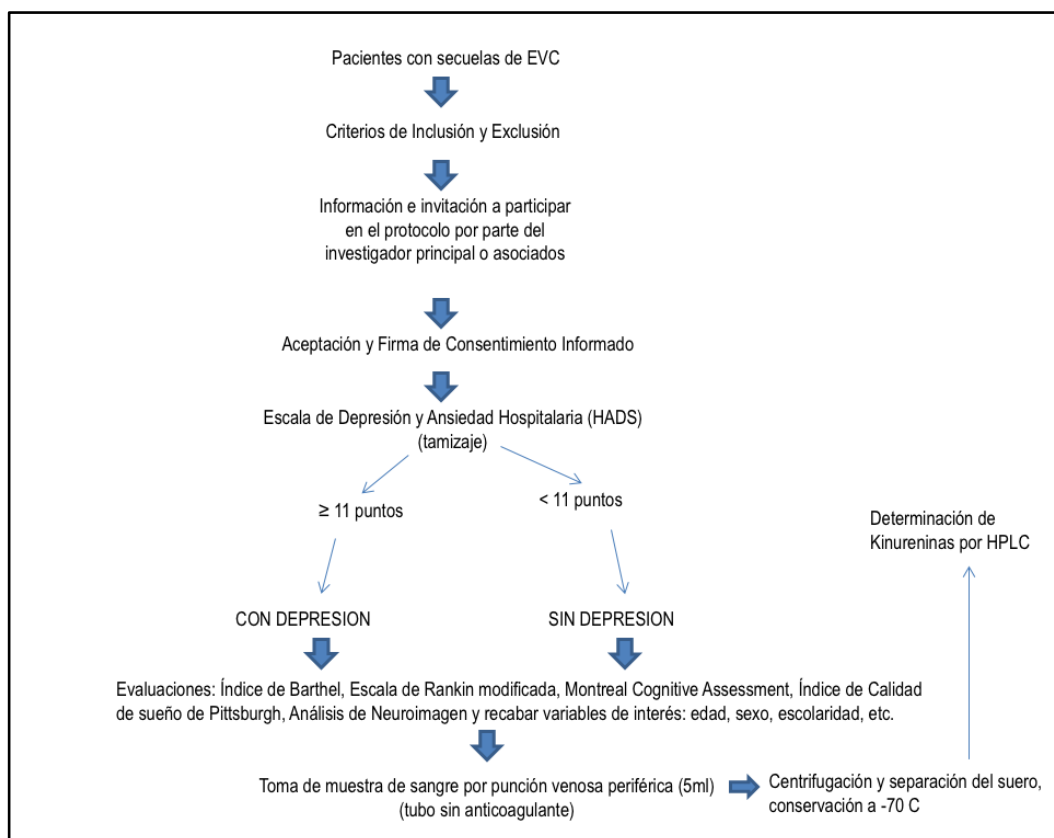 Pacientes con secuelas de EVC
Criterios de Inclusión y Exclusión
Información e invitación a participar
en el protocolo por parte del
investigador principal o asociados
Aceptación y Firma de Consentimiento Informado
Escala de Depresión y Ansiedad Hospitalaria (HADS)
(tamizaje)
≥ 11 puntos
< 11 puntos
CON DEPRESION
SIN DEPRESION
Evaluaciones: Índice de Barthel, Escala de Rankin modificada, Montreal Cognitive Assessment, Índice de Calidad
de sueño de Pittsburgh, Análisis de Neuroimagen y recabar variables de interés: edad, sexo, escolaridad, etc.
Toma de muestra de sangre por punción venosa periférica (5ml)
(tubo sin anticoagulante)
Centrifugación y separación del suero,
conservación a -70 C
Determinación de
Kinureninas por HPLC